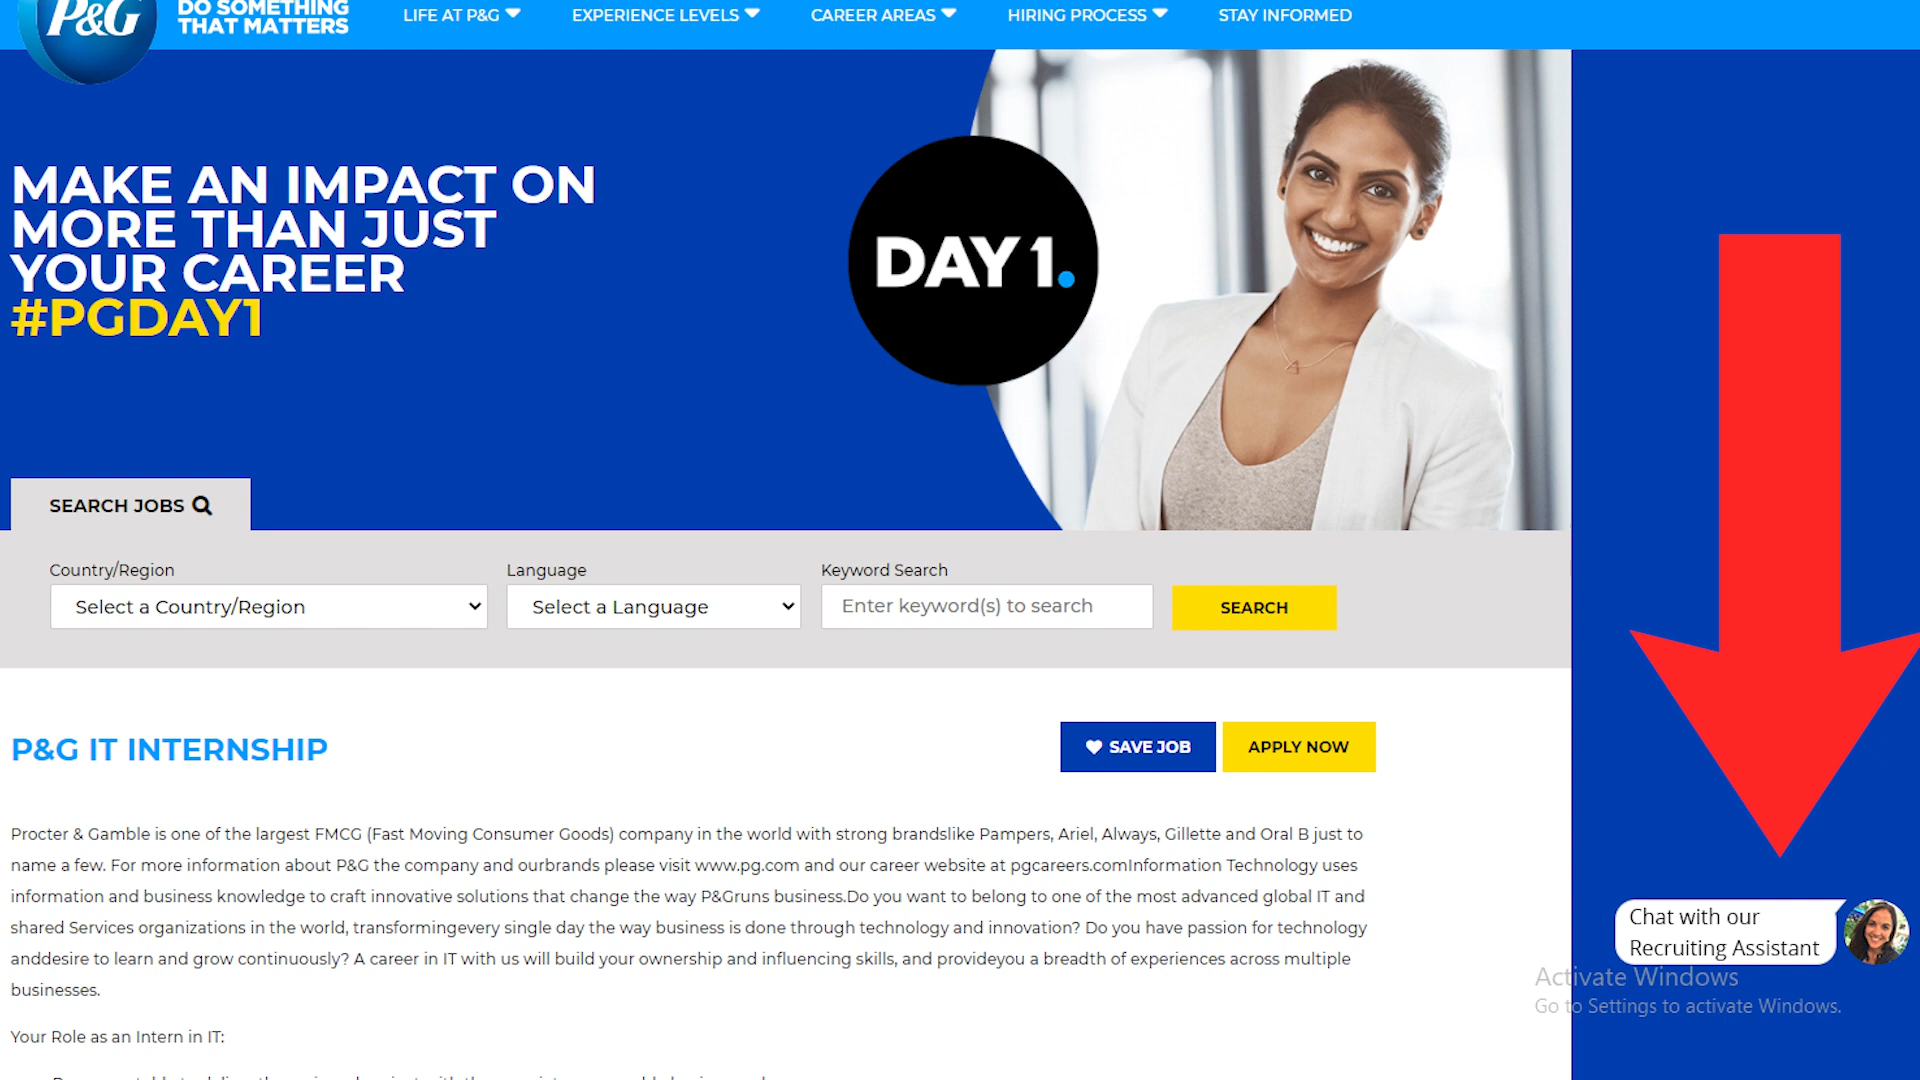 P&G
DO SOMETHING
THAT MATTERS
LIFE AT P&G
EXPERIENCE LEVELS
CAREER AREAS
HIRING PROCESS
STAY INFORMED
MAKE AN IMPACT ON
MORE THAN JUST
YOUR CAREER
#PGDAY1
DAY 1.
SEARCH JOBS
Country/Region
Language
Keyword Search
Select a Country/Region
Select a Language
Enter keyword(s) to search
SEARCH
P&G IT INTERNSHIP
SAVE JOB
APPLY NOW
Procter & Gamble is one of the largest FMCG (Fast Moving Consumer Goods) company in the world with strong brandslike Pampers, Ariel, Always, Gillette and Oral B just to
name a few. For more information about P&G the company and ourbrands please visit www.pg.com and our career website at pgcareers.comInformation Technology uses
information and business knowledge to craft innovative solutions that change the way P&Gruns business.Do you want to belong to one of the most advanced global IT and
shared Services organizations in the world, transformingevery single day the way business is done through technology and innovation? Do you have passion for technology
anddesire to learn and grow continuously? A career in IT with us will build your ownership and influencing skills, and provideyou a breadth of experiences across multiple
businesses.
Your Role as an Intern in IT:
Chat with our
Recruiting Assistant
Activate Windows
Go to Settings to activate Windows.